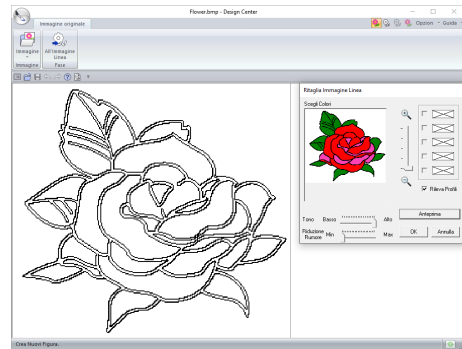 Flower.bmp - Design Center
Immagine originale
Opzion Guida
Immagine
All'Immagine Linea
Immagine
Fase
Ritaglia Immagine Linea
Scegli Colori
Rileva Profili
Anteprima
Tono Basso Alto
Riduzione Rumore Min Max
OK Annulla
Crea Nuovi Figura.